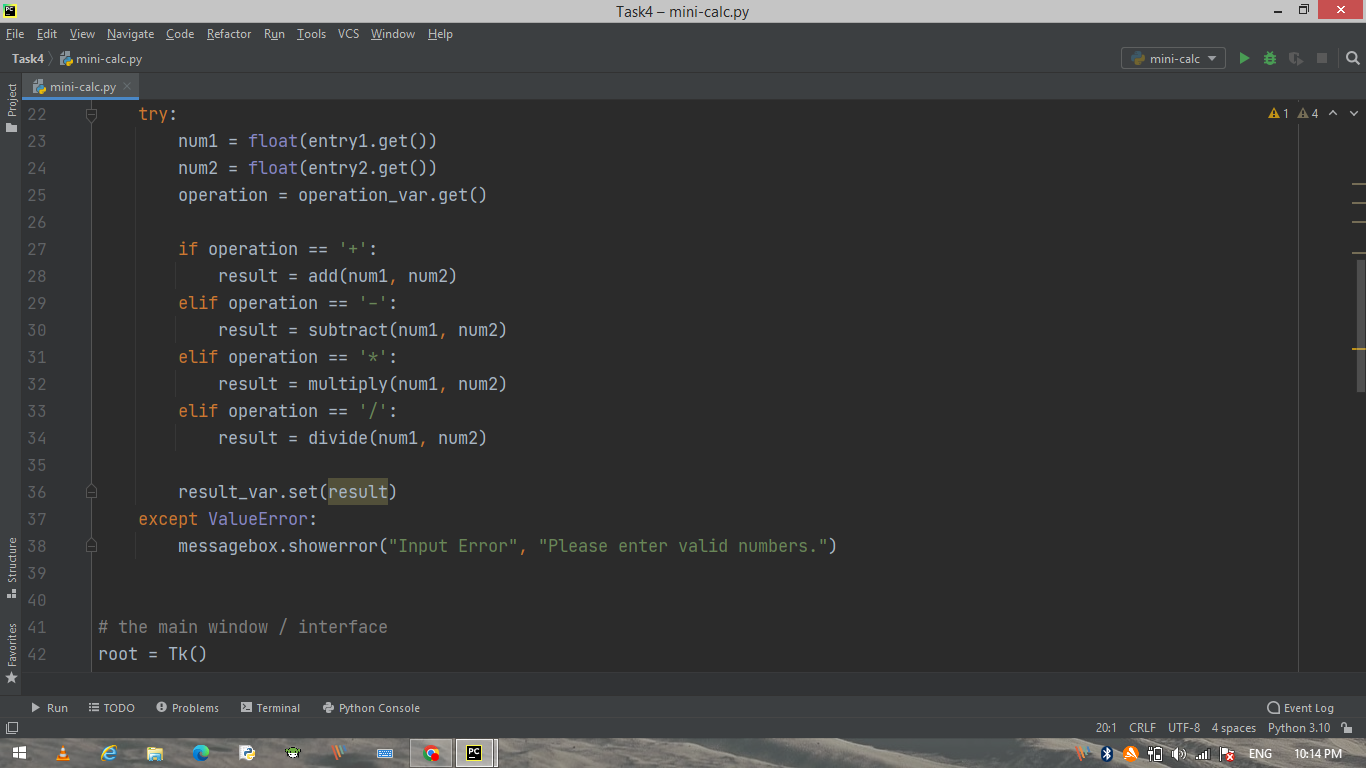 Task4 – mini-calc.py
File Edit View Navigate Code Refactor Run Tools VCS Window Help
Task4 mini-calc.py mini-calc
Project
mini-calc.py
22 try:
1 4
23 num1 = float(entry1.get())
24 num2 = float(entry2.get())
25 operation = operation_var.get()
26
27 if operation == '+':
28 result = add(num1, num2)
29 elif operation == '-':
30 result = subtract(num1, num2)
31 elif operation == '*':
32 result = multiply(num1, num2)
33 elif operation == '/':
34 result = divide(num1, num2)
35
36 result_var.set(result)
37 except ValueError:
38 messagebox.showerror("Input Error", "Please enter valid numbers.")
39
40
41 # the main window / interface
42 root = Tk()
Structure
Favorites
Run TODO Problems Terminal Python Console Event Log
20:1 CRLF UTF-8 4 spaces Python 3.10
PC ENG 10:14 PM